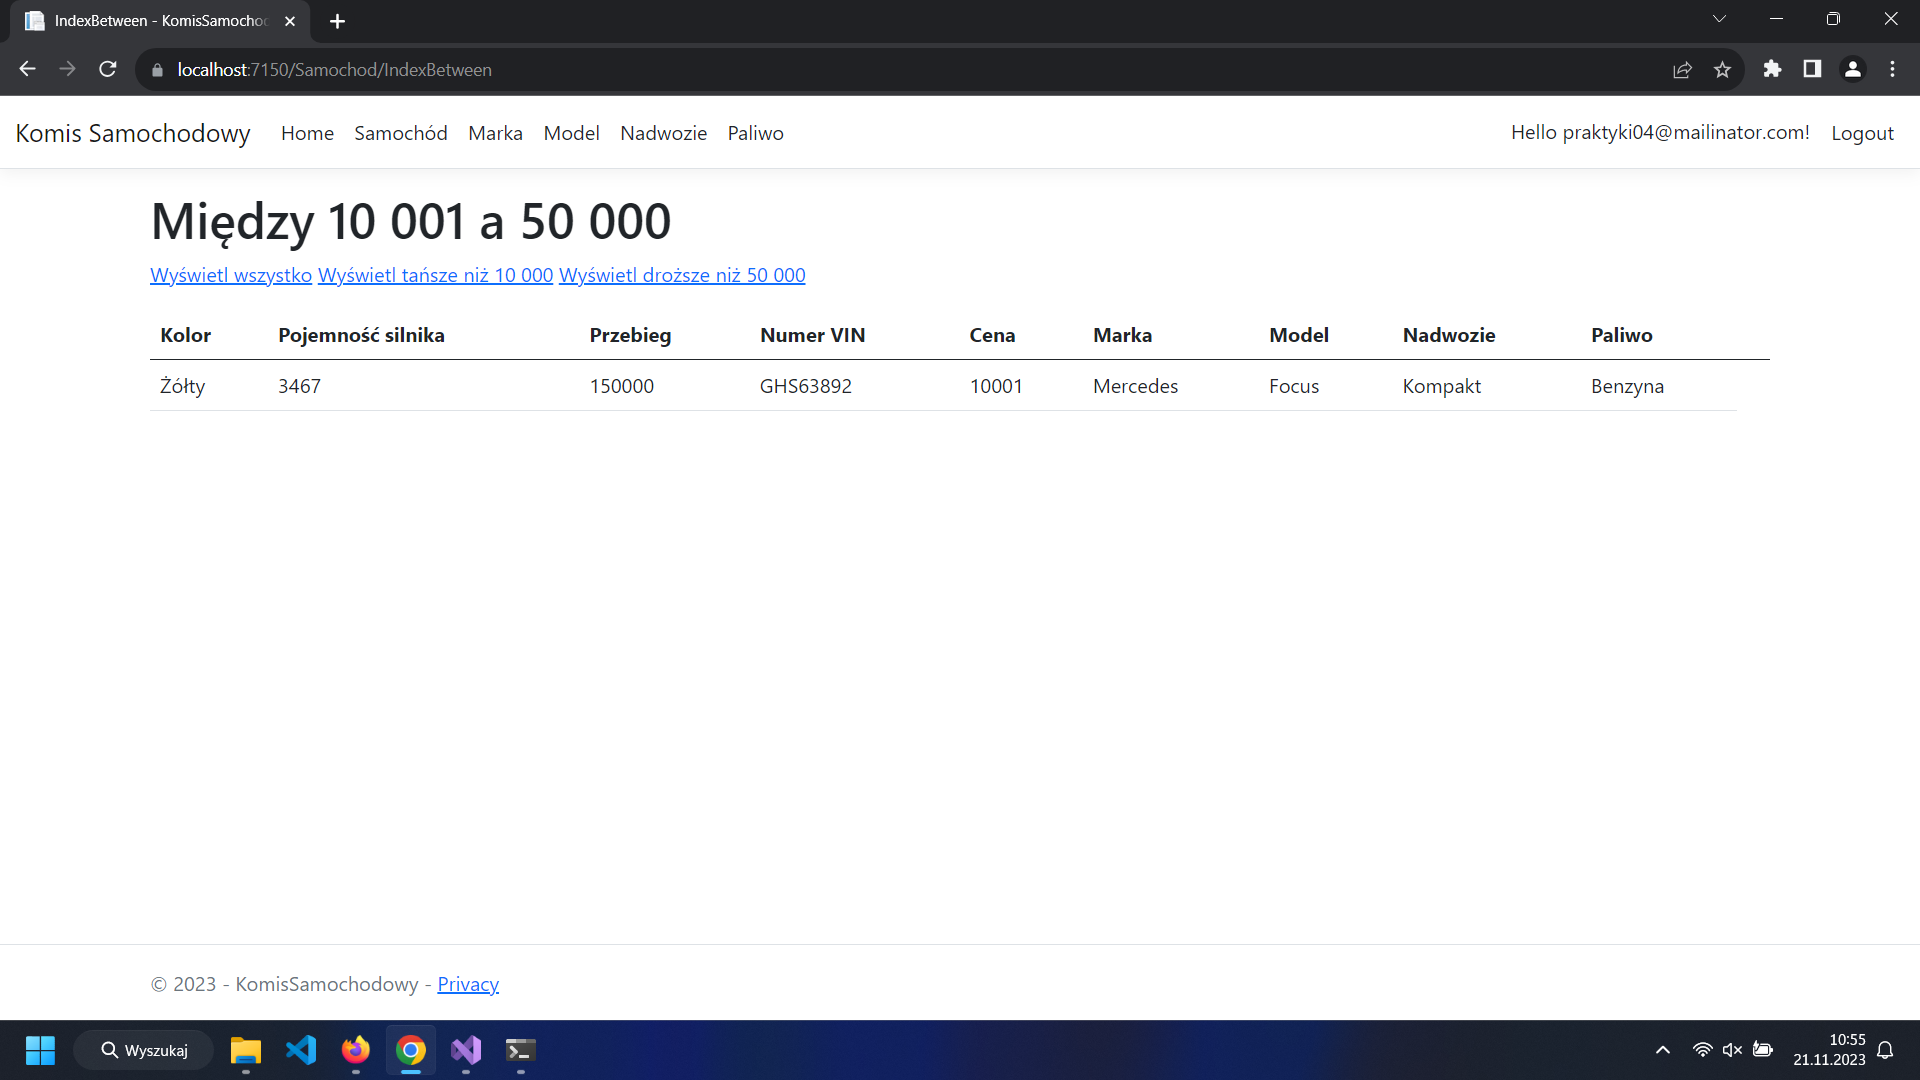 IndexBetween - KomisSamochod
localhost:7150/Samochod/IndexBetween
Komis Samochodowy Home Samochód Marka Model Nadwozie Paliwo Hello praktyki04@mailinator.com! Logout
Między 10 001 a 50 000
Wyświetl wszystko Wyświetl tańsze niż 10 000 Wyświetl droższe niż 50 000
Kolor Pojemność silnika Przebieg Numer VIN Cena Marka Model Nadwozie Paliwo
Żółty 3467 150000 GHS63892 10001 Mercedes Focus Kompakt Benzyna
© 2023 - KomisSamochodowy - Privacy
Wyszukaj
10:55
21.11.2023